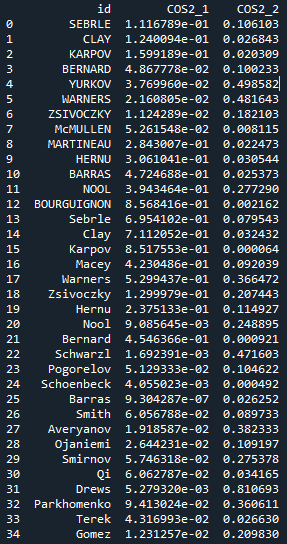 id COS2_1 COS2_2
0 SEBRLE 1.116789e-01 0.106103
1 CLAY 1.240094e-01 0.026843
2 KARPOV 1.599189e-01 0.020309
3 BERNARD 4.867778e-02 0.100233
4 YURKOV 3.769960e-02 0.498582
5 WARNERS 2.160805e-02 0.481643
6 ZSIVOCZKY 1.124289e-02 0.182103
7 McMULLEN 5.261548e-02 0.008115
8 MARTINEAU 2.843007e-01 0.022473
9 HERNU 3.061041e-01 0.030544
10 BARRAS 4.724688e-01 0.025373
11 NOOL 3.943464e-01 0.277290
12 BOURGUIGNON 8.568416e-01 0.002162
13 Sebrle 6.954102e-01 0.079543
14 Clay 7.112052e-01 0.032432
15 Karpov 8.517553e-01 0.000064
16 Macey 4.230486e-01 0.092039
17 Warners 5.299437e-01 0.366472
18 Zsivoczky 1.299979e-01 0.207443
19 Hernu 2.375133e-01 0.114927
20 Nool 9.085645e-03 0.248895
21 Bernard 4.546366e-01 0.000921
22 Schwarzl 1.692391e-03 0.471603
23 Pogorelov 5.129333e-02 0.104622
24 Schoenbeck 4.055023e-03 0.000492
25 Barras 9.304287e-07 0.026252
26 Smith 6.056788e-02 0.089733
27 Averyanov 1.918587e-02 0.382333
28 Ojaniemi 2.644231e-02 0.109197
29 Smirnov 5.746318e-02 0.275378
30 Qi 6.062787e-02 0.034165
31 Drews 5.279320e-03 0.810693
32 Parkhomenko 9.413024e-02 0.360611
33 Terek 4.316993e-02 0.026630
34 Gomez 1.231257e-02 0.209830